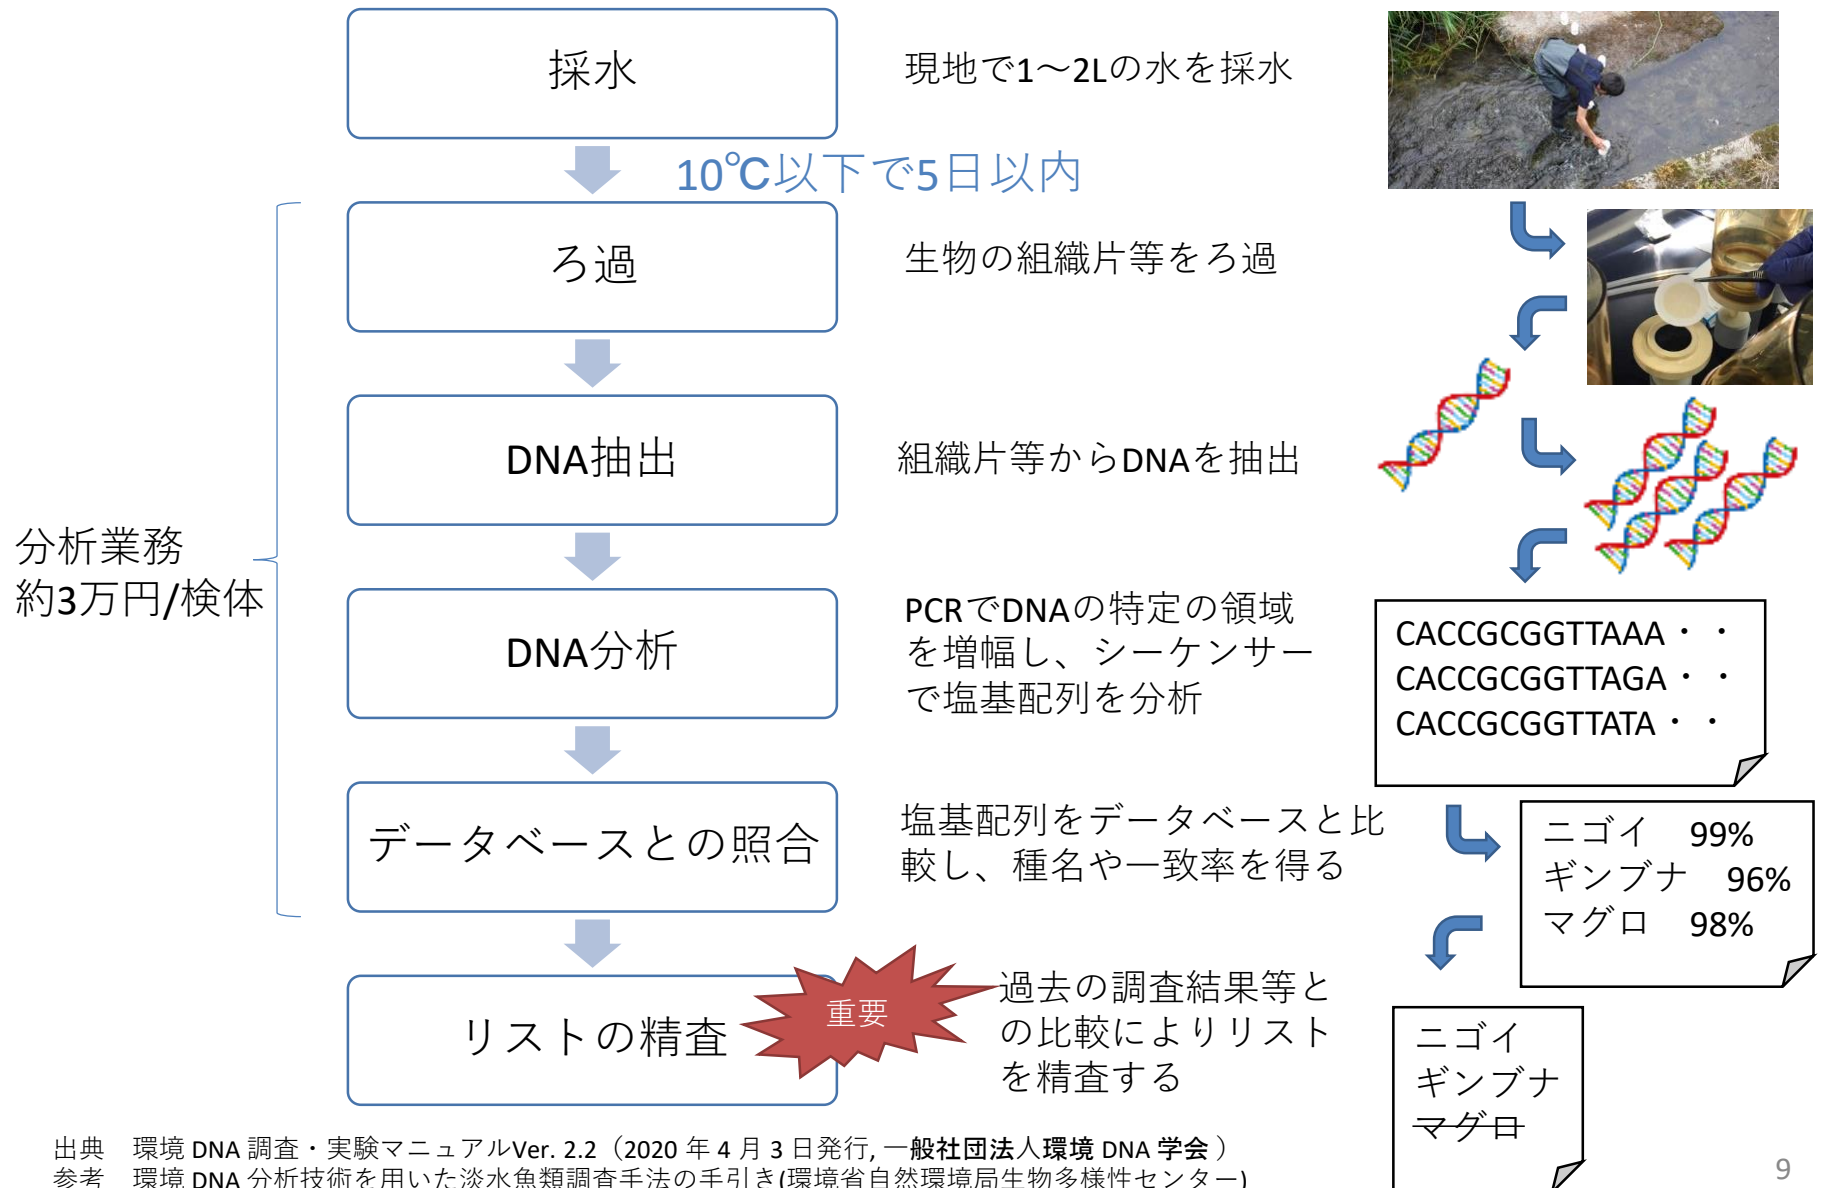 採水
現地で1～2Lの水を採水
10℃以下で5日以内
ろ過
生物の組織片等をろ過
DNA抽出
組織片等からDNAを抽出
分析業務
約3万円/検体
DNA分析
PCRでDNAの特定の領域
を増幅し、シーケンサー
で塩基配列を分析
CACCGCGGTTAAA・・
CACCGCGGTTAGA・・
CACCGCGGTTATA・・
データベースとの照合
塩基配列をデータベースと比
較し、種名や一致率を得る
ニゴイ　99%
ギンブナ　96%
マグロ　98%
リストの精査
重要
過去の調査結果等と
の比較によりリスト
を精査する
ニゴイ
ギンブナ
マグロ
出典　環境 DNA 調査・実験マニュアルVer. 2.2（2020 年 4 月 3 日発行, 一般社団法人環境 DNA 学会 ）
参考　環境 DNA 分析技術を用いた淡水魚類調査手法の手引き(環境省自然環境局生物多様性センター)
9